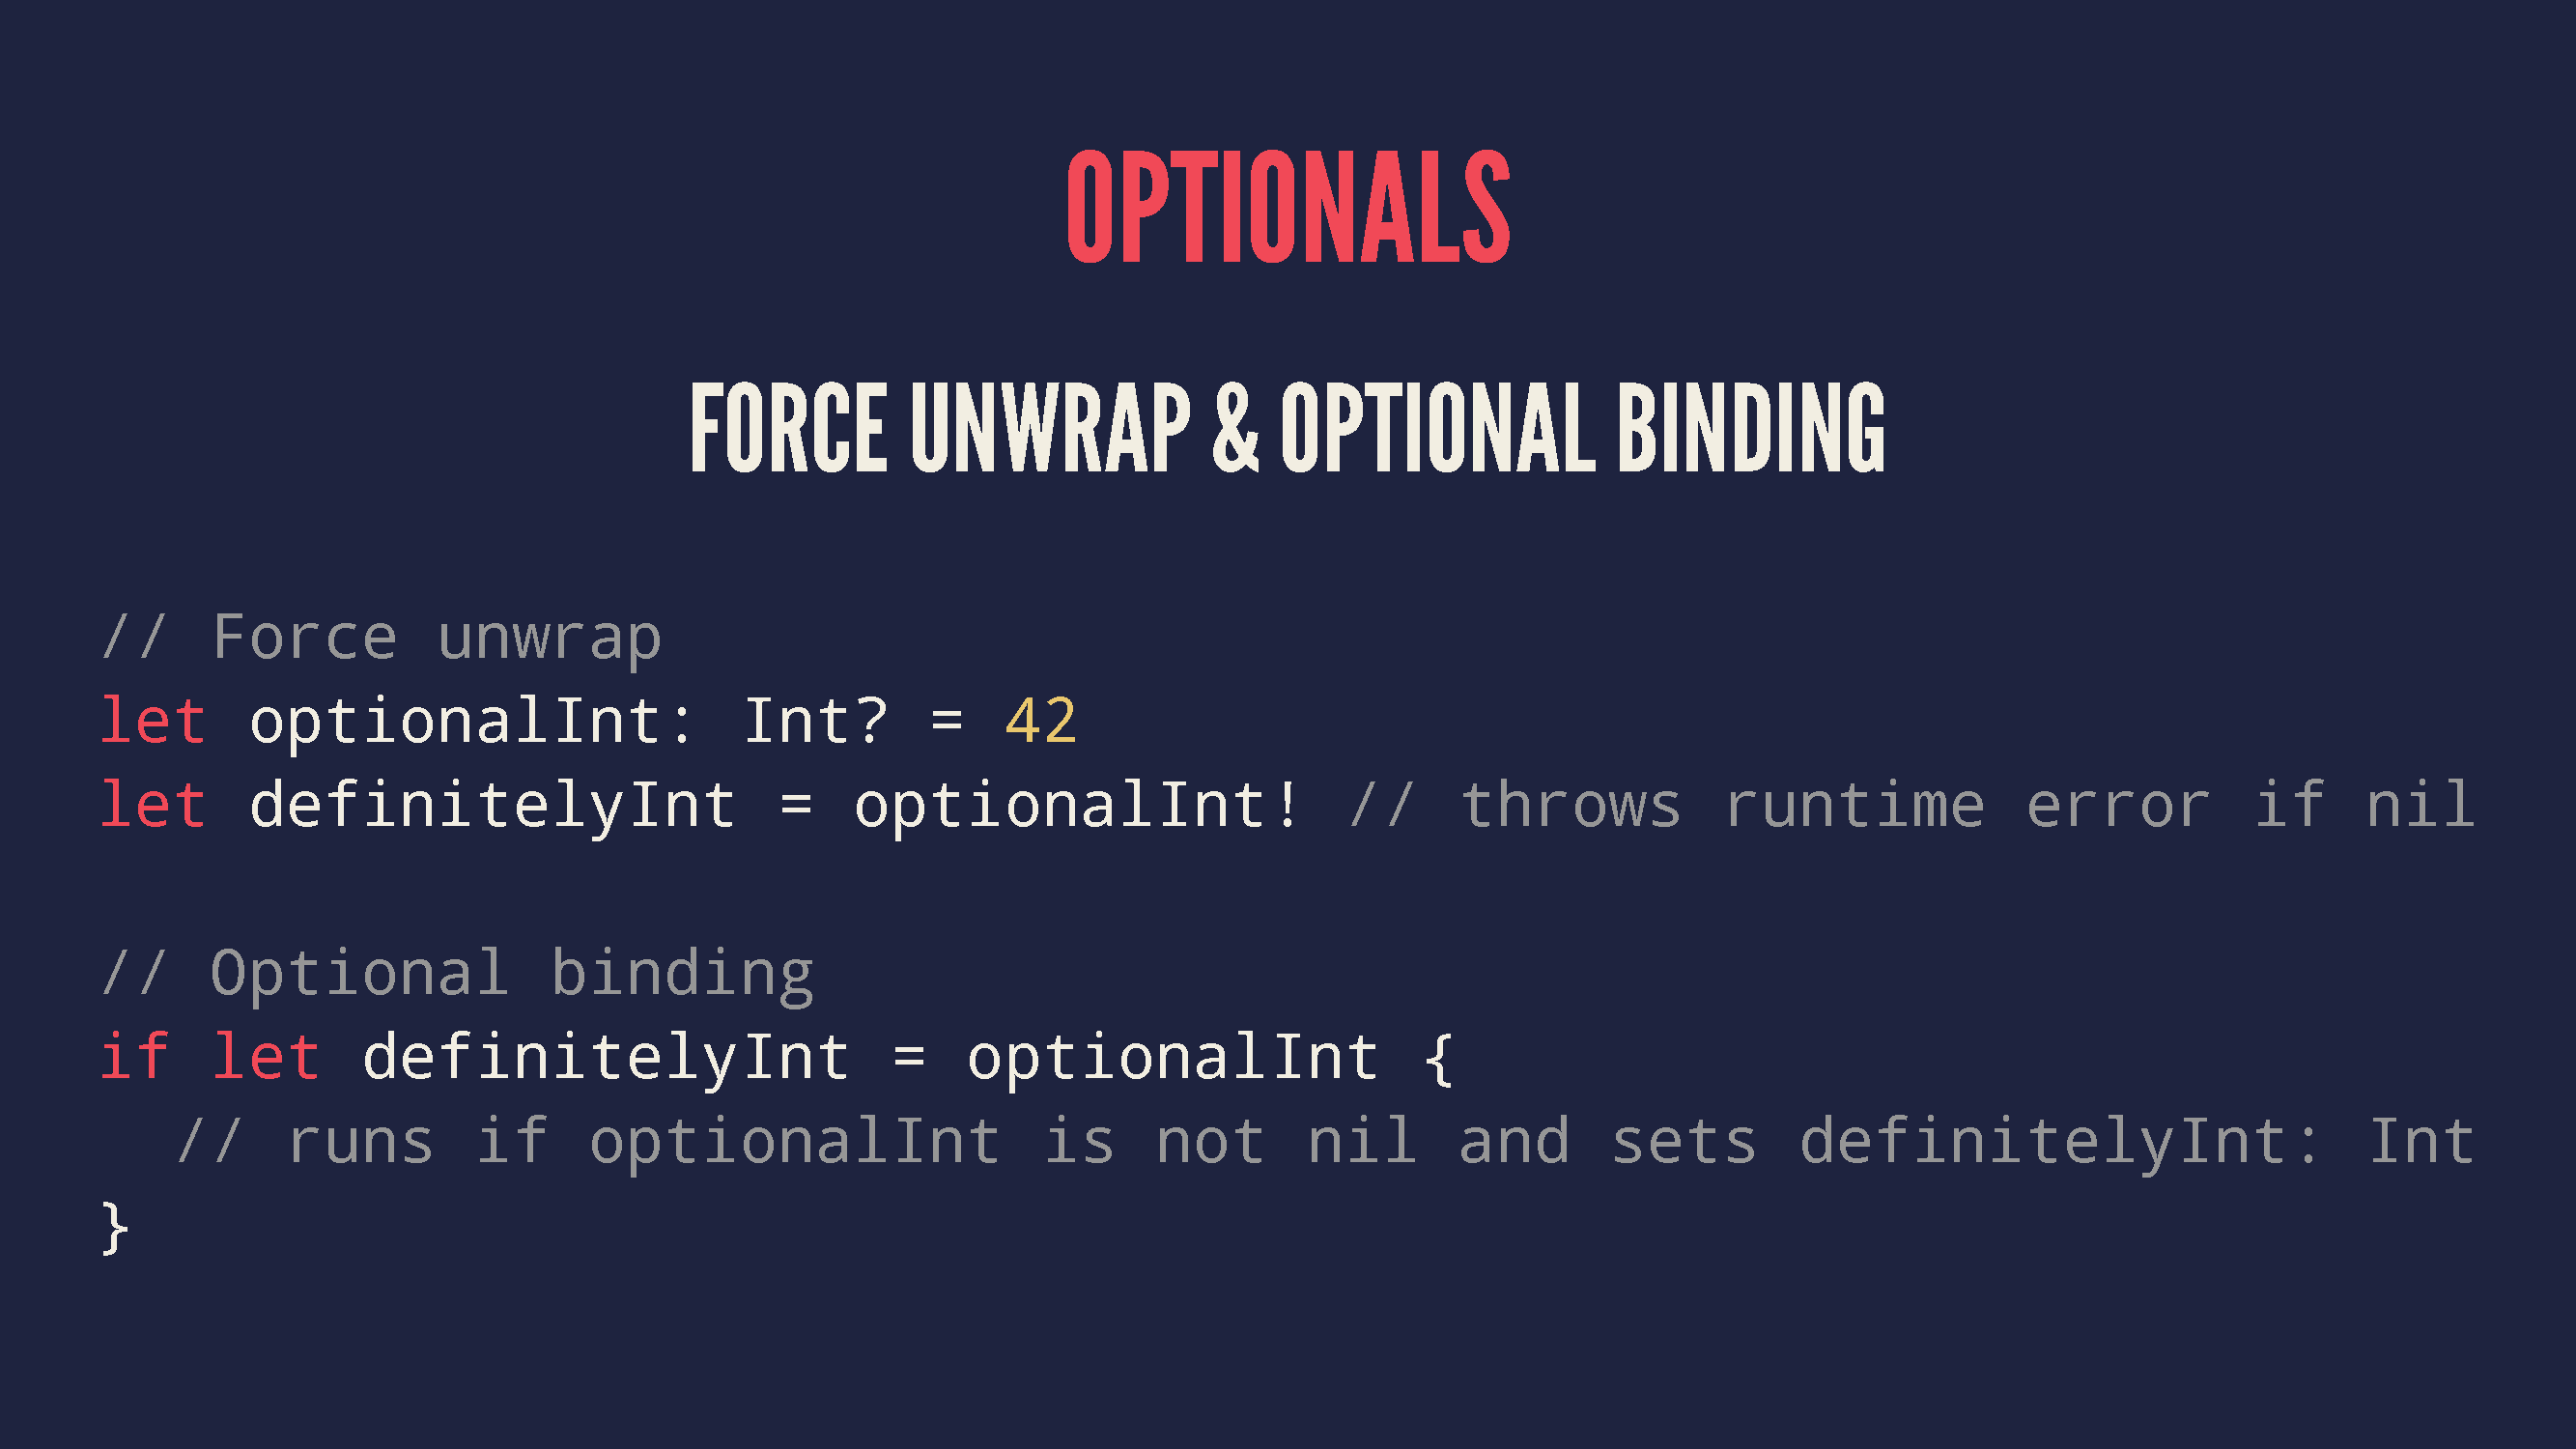 OPTIONALS
FORCE UNWRAP & OPTIONAL BINDING
// Force unwrap
let optionalInt: Int? = 42
let definitelyInt = optionalInt! // throws runtime error if nil
// Optional binding
if let definitelyInt = optionalInt {
  // runs if optionalInt is not nil and sets definitelyInt: Int
}